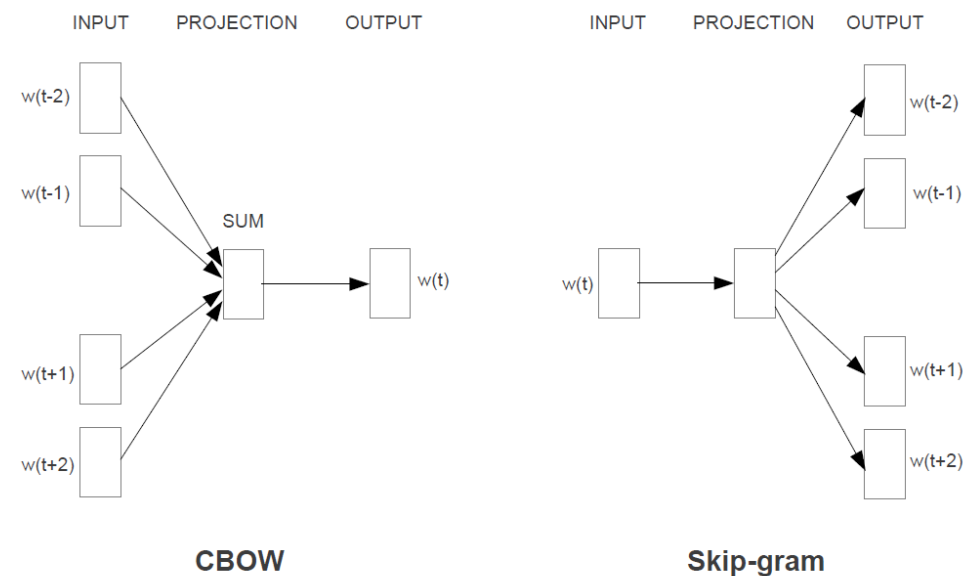 INPUT PROJECTION OUTPUT
w(t-2)
w(t-1)
SUM
w(t)
w(t+1)
w(t+2)
CBOW
INPUT PROJECTION OUTPUT
w(t-2)
w(t-1)
w(t)
w(t+1)
w(t+2)
Skip-gram